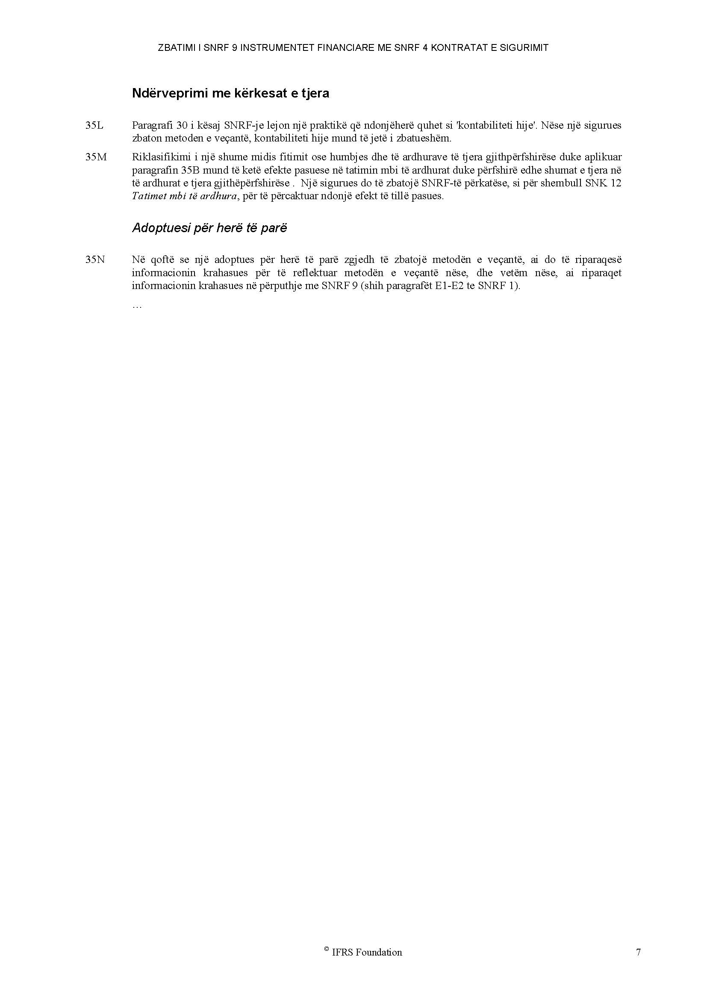 ZBATIMI I SNRF 9 INSTRUMENTET FINANCIARE ME SNRF 4 KONTRATAT E SIGURIMIT
Ndërveprimi me kërkesat e tjera
35L Paragrafi 30 i kësaj SNRF-je lejon një praktikë që ndonjëherë quhet si 'kontabiliteti hije'. Nëse një sigurues
zbaton metoden e veçantë, kontabiliteti hije mund të jetë i zbatueshëm.
35M Riklasifikimi i një shume midis fitimit ose humbjes dhe të ardhurave të tjera gjithpërfshirëse duke aplikuar
paragrafin 35B mund të ketë efekte pasuese në tatimin mbi të ardhurat duke përfshirë edhe shumat e tjera në
të ardhurat e tjera gjithëpërfshirëse .  Një sigurues do të zbatojë SNRF-të përkatëse, si për shembull SNK 12
Tatimet mbi të ardhura, për të përcaktuar ndonjë efekt të tillë pasues.
Adoptuesi për herë të parë
35N Në qoftë se një adoptues për herë të parë zgjedh të zbatojë metodën e veçantë, ai do të riparaqesë
informacionin krahasues për të reflektuar metodën e veçantë nëse, dhe vetëm nëse, ai riparaqet
informacionin krahasues në përputhje me SNRF 9 (shih paragrafët E1-E2 te SNRF 1).
…
© IFRS Foundation 7